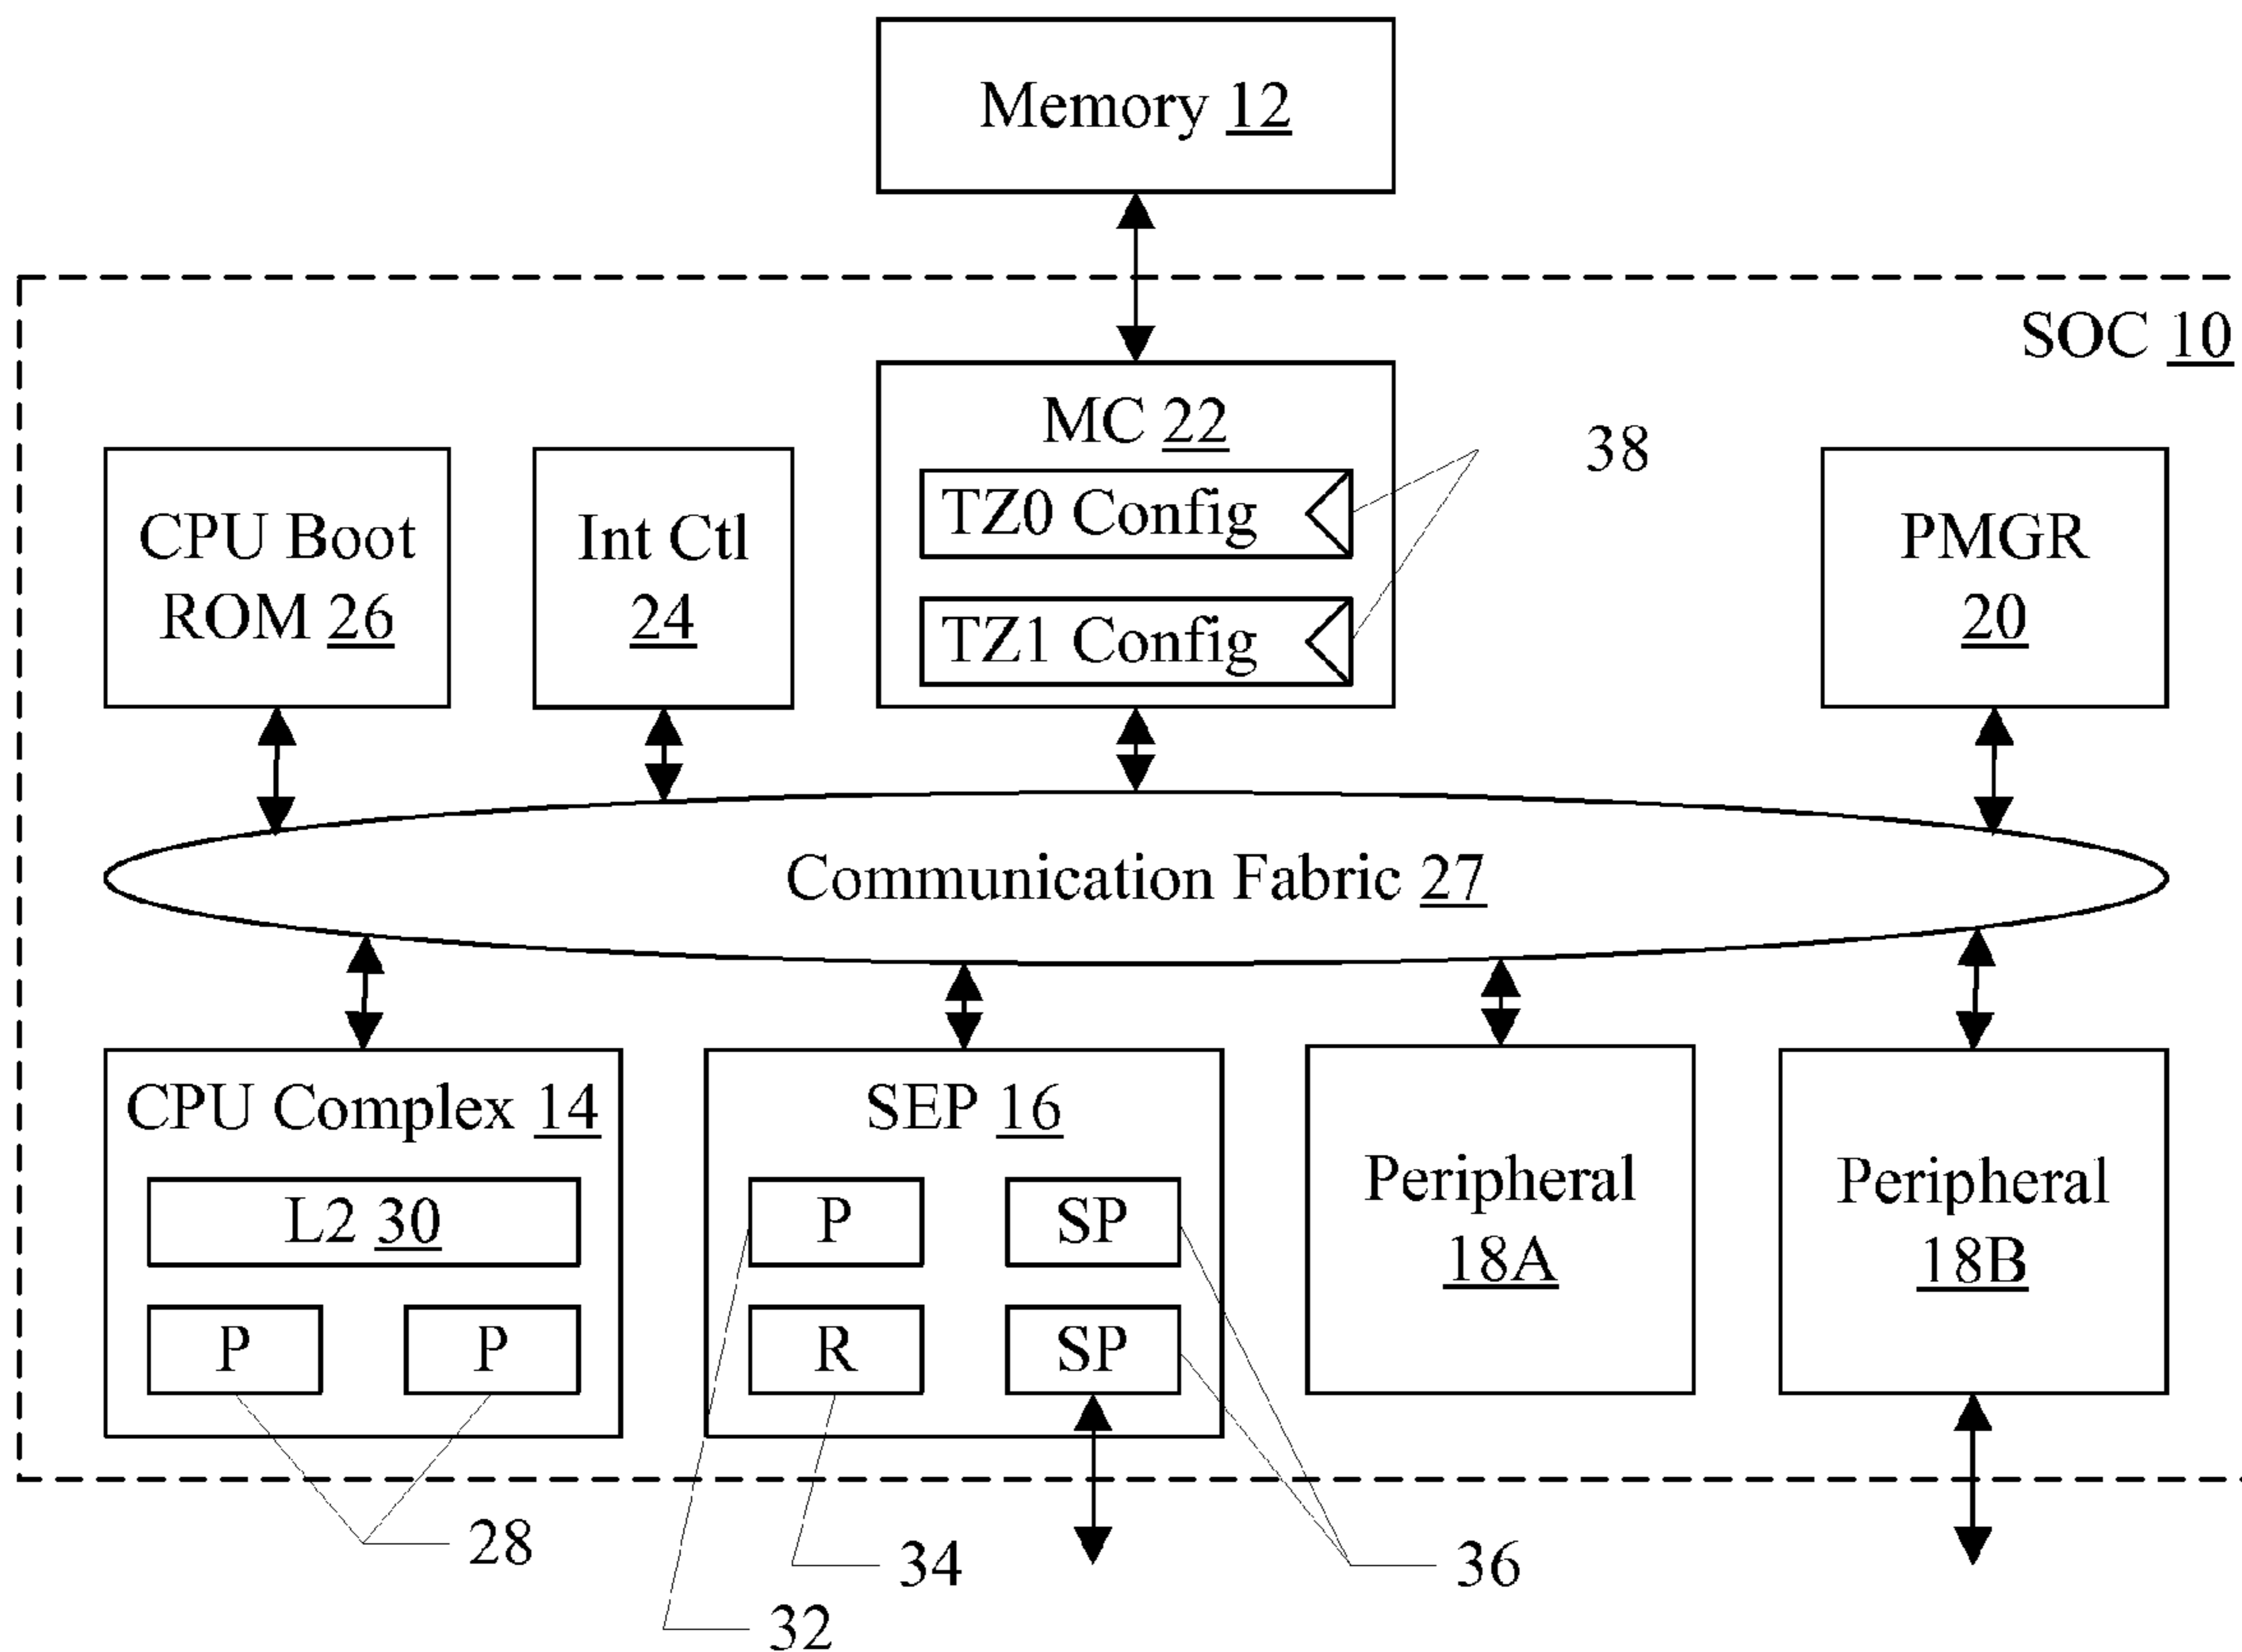 Memory 12
SOC 10
MC 22
38
TZ0 Config
TZ1 Config
CPU Boot
ROM 26
Int Ctl
24
PMGR
20
Communication Fabric 27
CPU Complex 14
L2 30
P
P
SEP 16
P
SP
R
SP
Peripheral
18A
Peripheral
18B
28
34
36
32